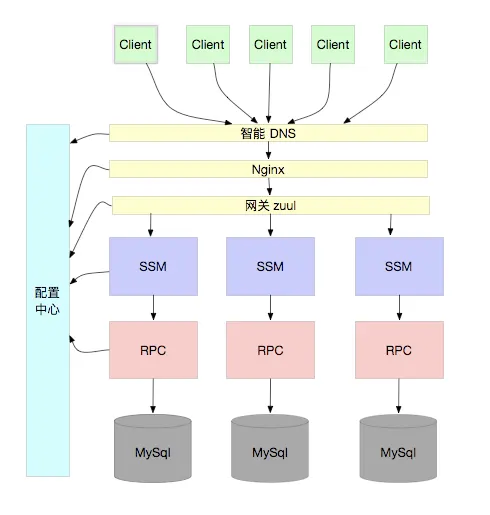 Client
Client
Client
Client
Client
智能 DNS
Nginx
网关 zuul
配置
中心
SSM
SSM
SSM
RPC
RPC
RPC
MySql
MySql
MySql